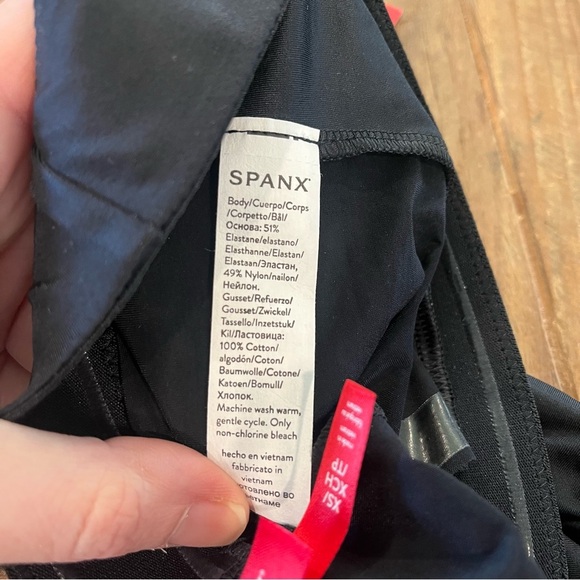 SPANX
Body/Cuerpo/Corps
/Corpetto/Bål/
Основа: 51%
Elastane/elastano/
Elasthanne/Elastan/
Elastaan/Эластан,
49% Nylon/nailon/
Нейлон.
Gusset/Refuerzo/
Gousset/Zwickel/
Tassello/Inzetstuk/
Kil/Ластовица:
100% Cotton/
algodón/Coton/
Baumwolle/Cotone/
Katoen/Bomull/
Хлопок.
Machine wash warm,
gentle cycle. Only
non-chlorine bleach
hecho en vietnam
fabbricato in
vietnam